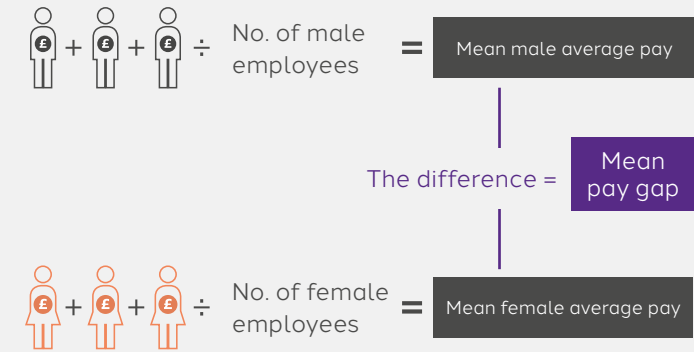 £ + £ + £ ÷ No. of male
employees
= Mean male average pay
The difference =
Mean
pay gap
£ + £ + £ ÷ No. of female
employees
= Mean female average pay